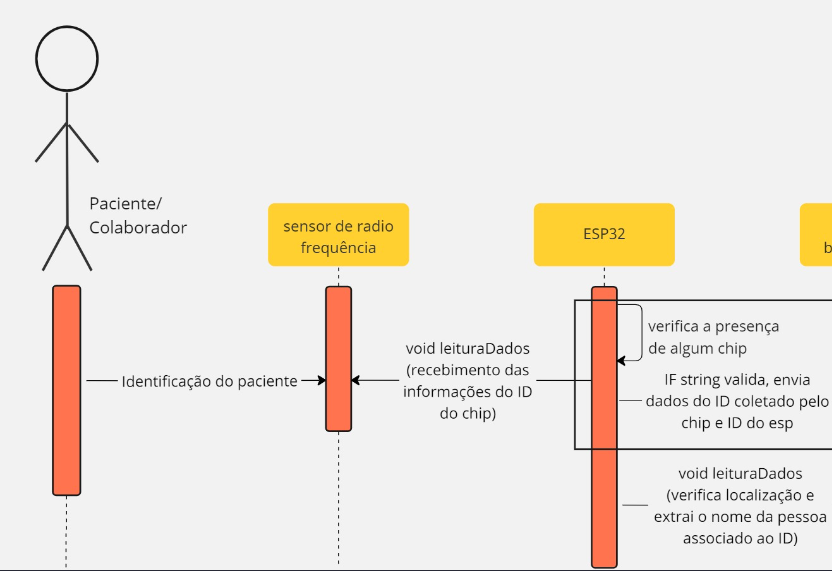 Paciente/
Colaborador
sensor de radio
frequência
ESP32
b
void leituraDados
(recebimento das
informações do ID
do chip)
Identificação do paciente
verifica a presença
de algum chip
IF string valida, envia
dados do ID coletado pelo
chip e ID do esp
void leituraDados
(verifica localização e
extrai o nome da pessoa
associado ao ID)